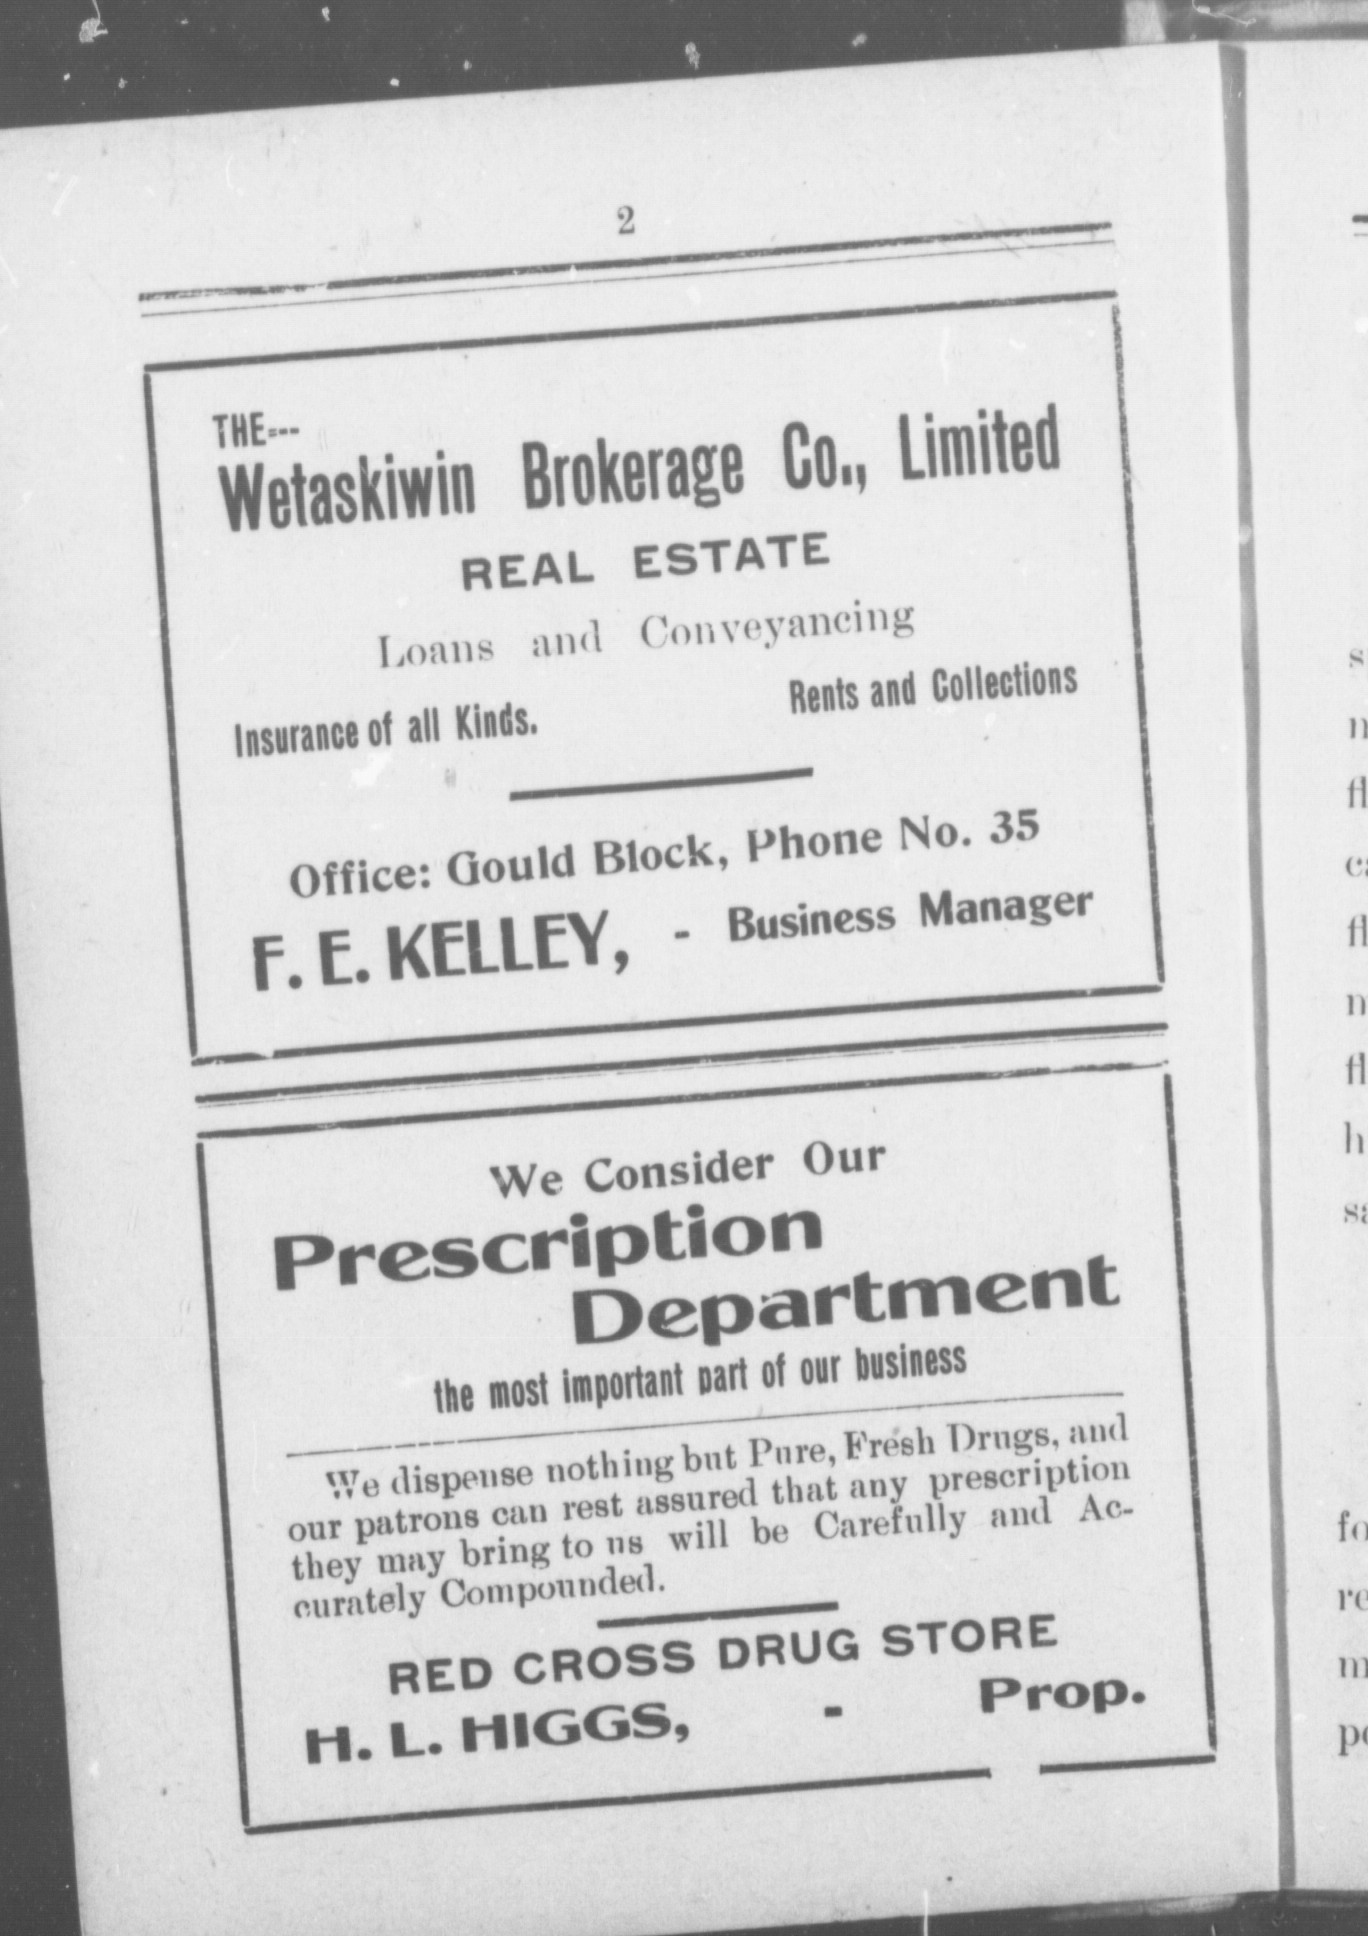 2
THE---
Wetaskiwin Brokerage Co., Limited
REAL ESTATE
Loans and Conveyancing
Insurance of all Kinds. Rents and Collections
Office: Gould Block, Phone No. 35
F. E. KELLEY, - Business Manager
We Consider Our
Prescription
Department
the most important part of our business
We dispense nothing but Pure, Fresh Drugs, and
our patrons can rest assured that any prescription
they may bring to us will be Carefully and Ac-
curately Compounded.
RED CROSS DRUG STORE
H. L. HIGGS, - Prop.